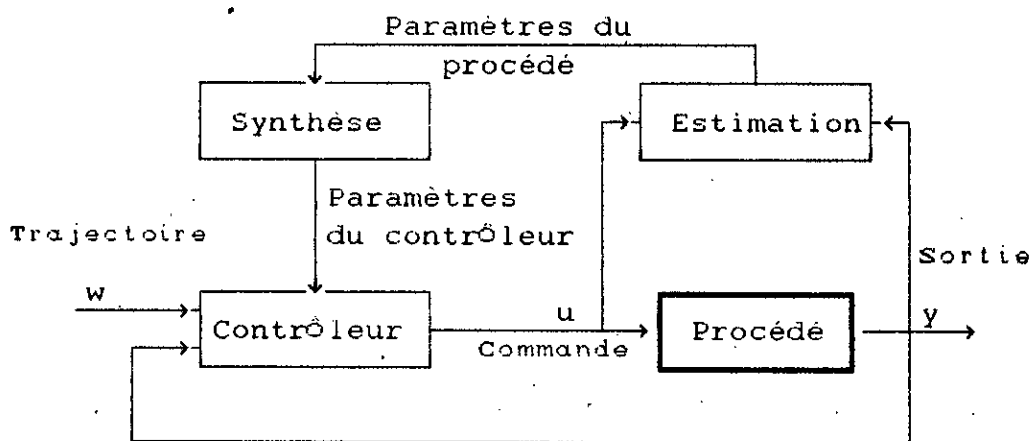 Paramètres du
procédé
Synthèse
Estimation
Paramètres
du contrôleur
Trajectoire
Sortie
w
Contrôleur
u
Commande
Procédé
y